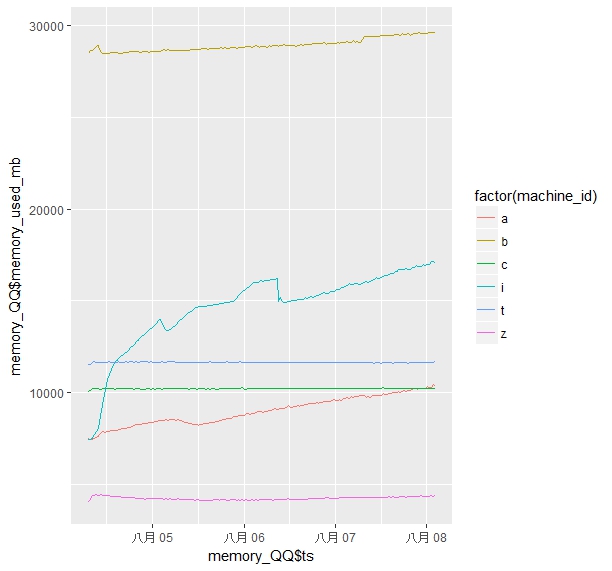 30000
20000
10000
memory_QQ$memory_used_mb
八月 05
八月 06
八月 07
八月 08
memory_QQ$ts
factor(machine_id)
a
b
c
i
t
z